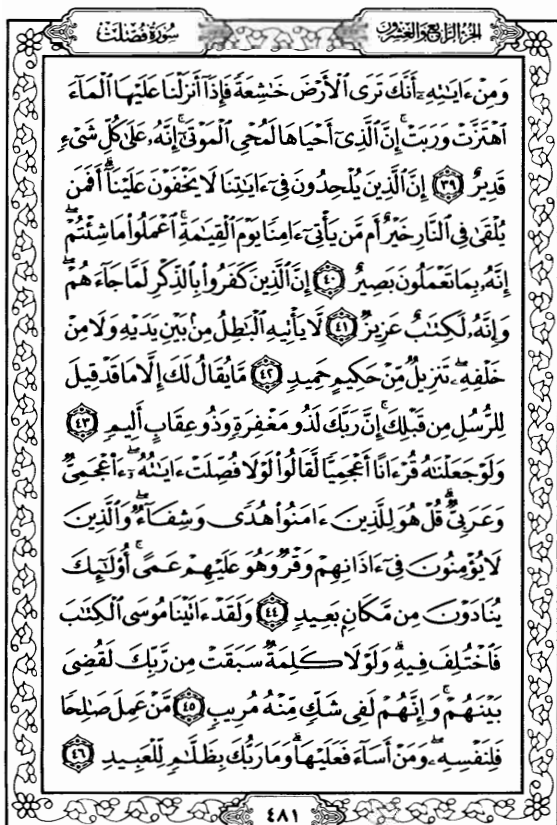 الجزء الرابع والعشرون
سورة فصلت
وَمِنْ ءَايَٰتِهِۦٓ أَنَّكَ تَرَى ٱلْأَرْضَ خَٰشِعَةً فَإِذَآ أَنزَلْنَا عَلَيْهَا ٱلْمَآءَ
ٱهْتَزَّتْ وَرَبَتْ ۚ إِنَّ ٱلَّذِىٓ أَحْيَاهَا لَمُحْىِ ٱلْمَوْتَىٰٓ ۚ إِنَّهُۥ عَلَىٰ كُلِّ شَىْءٍ
قَدِيرٌ ٣٩ إِنَّ ٱلَّذِينَ يُلْحِدُونَ فِىٓ ءَايَٰتِنَا لَا يَخْفَوْنَ عَلَيْنَآ ۗ أَفَمَن
يُلْقَىٰ فِى ٱلنَّارِ خَيْرٌ أَم مَّن يَأْتِىٓ ءَامِنًا يَوْمَ ٱلْقِيَٰمَةِ ۚ ٱعْمَلُوا۟ مَا شِئْتُمْ ۖ
إِنَّهُۥ بِمَا تَعْمَلُونَ بَصِيرٌ ٤٠ إِنَّ ٱلَّذِينَ كَفَرُوا۟ بِٱلذِّكْرِ لَمَّا جَآءَهُمْ ۖ
وَإِنَّهُۥ لَكِتَٰبٌ عَزِيزٌ ٤١ لَّا يَأْتِيهِ ٱلْبَٰطِلُ مِنۢ بَيْنِ يَدَيْهِ وَلَا مِنْ
خَلْفِهِۦ ۖ تَنزِيلٌ مِّنْ حَكِيمٍ حَمِيدٍ ٤٢ مَّا يُقَالُ لَكَ إِلَّا مَا قَدْ قِيلَ
لِلرُّسُلِ مِن قَبْلِكَ ۚ إِنَّ رَبَّكَ لَذُو مَغْفِرَةٍ وَذُو عِقَابٍ أَلِيمٍ ٤٣
وَلَوْ جَعَلْنَٰهُ قُرْءَانًا أَعْجَمِيًّا لَّقَالُوا۟ لَوْلَا فُصِّلَتْ ءَايَٰتُهُۥٓ ۖ ءَا۬عْجَمِىٌّ
وَعَرَبِىٌّ ۗ قُلْ هُوَ لِلَّذِينَ ءَامَنُوا۟ هُدًى وَشِفَآءٌ ۖ وَٱلَّذِينَ
لَا يُؤْمِنُونَ فِىٓ ءَاذَانِهِمْ وَقْرٌ وَهُوَ عَلَيْهِمْ عَمًى ۚ أُو۟لَٰٓئِكَ
يُنَادَوْنَ مِن مَّكَانٍۭ بَعِيدٍ ٤٤ وَلَقَدْ ءَاتَيْنَا مُوسَى ٱلْكِتَٰبَ
فَٱخْتُلِفَ فِيهِ ۗ وَلَوْلَا كَلِمَةٌ سَبَقَتْ مِن رَّبِّكَ لَقُضِىَ
بَيْنَهُمْ ۚ وَإِنَّهُمْ لَفِى شَكٍّ مِّنْهُ مُرِيبٍ ٤٥ مَّنْ عَمِلَ صَٰلِحًا
فَلِنَفْسِهِۦ ۖ وَمَنْ أَسَآءَ فَعَلَيْهَا ۗ وَمَا رَبُّكَ بِظَلَّٰمٍ لِّلْعَبِيدِ ٤٦
٤٨١